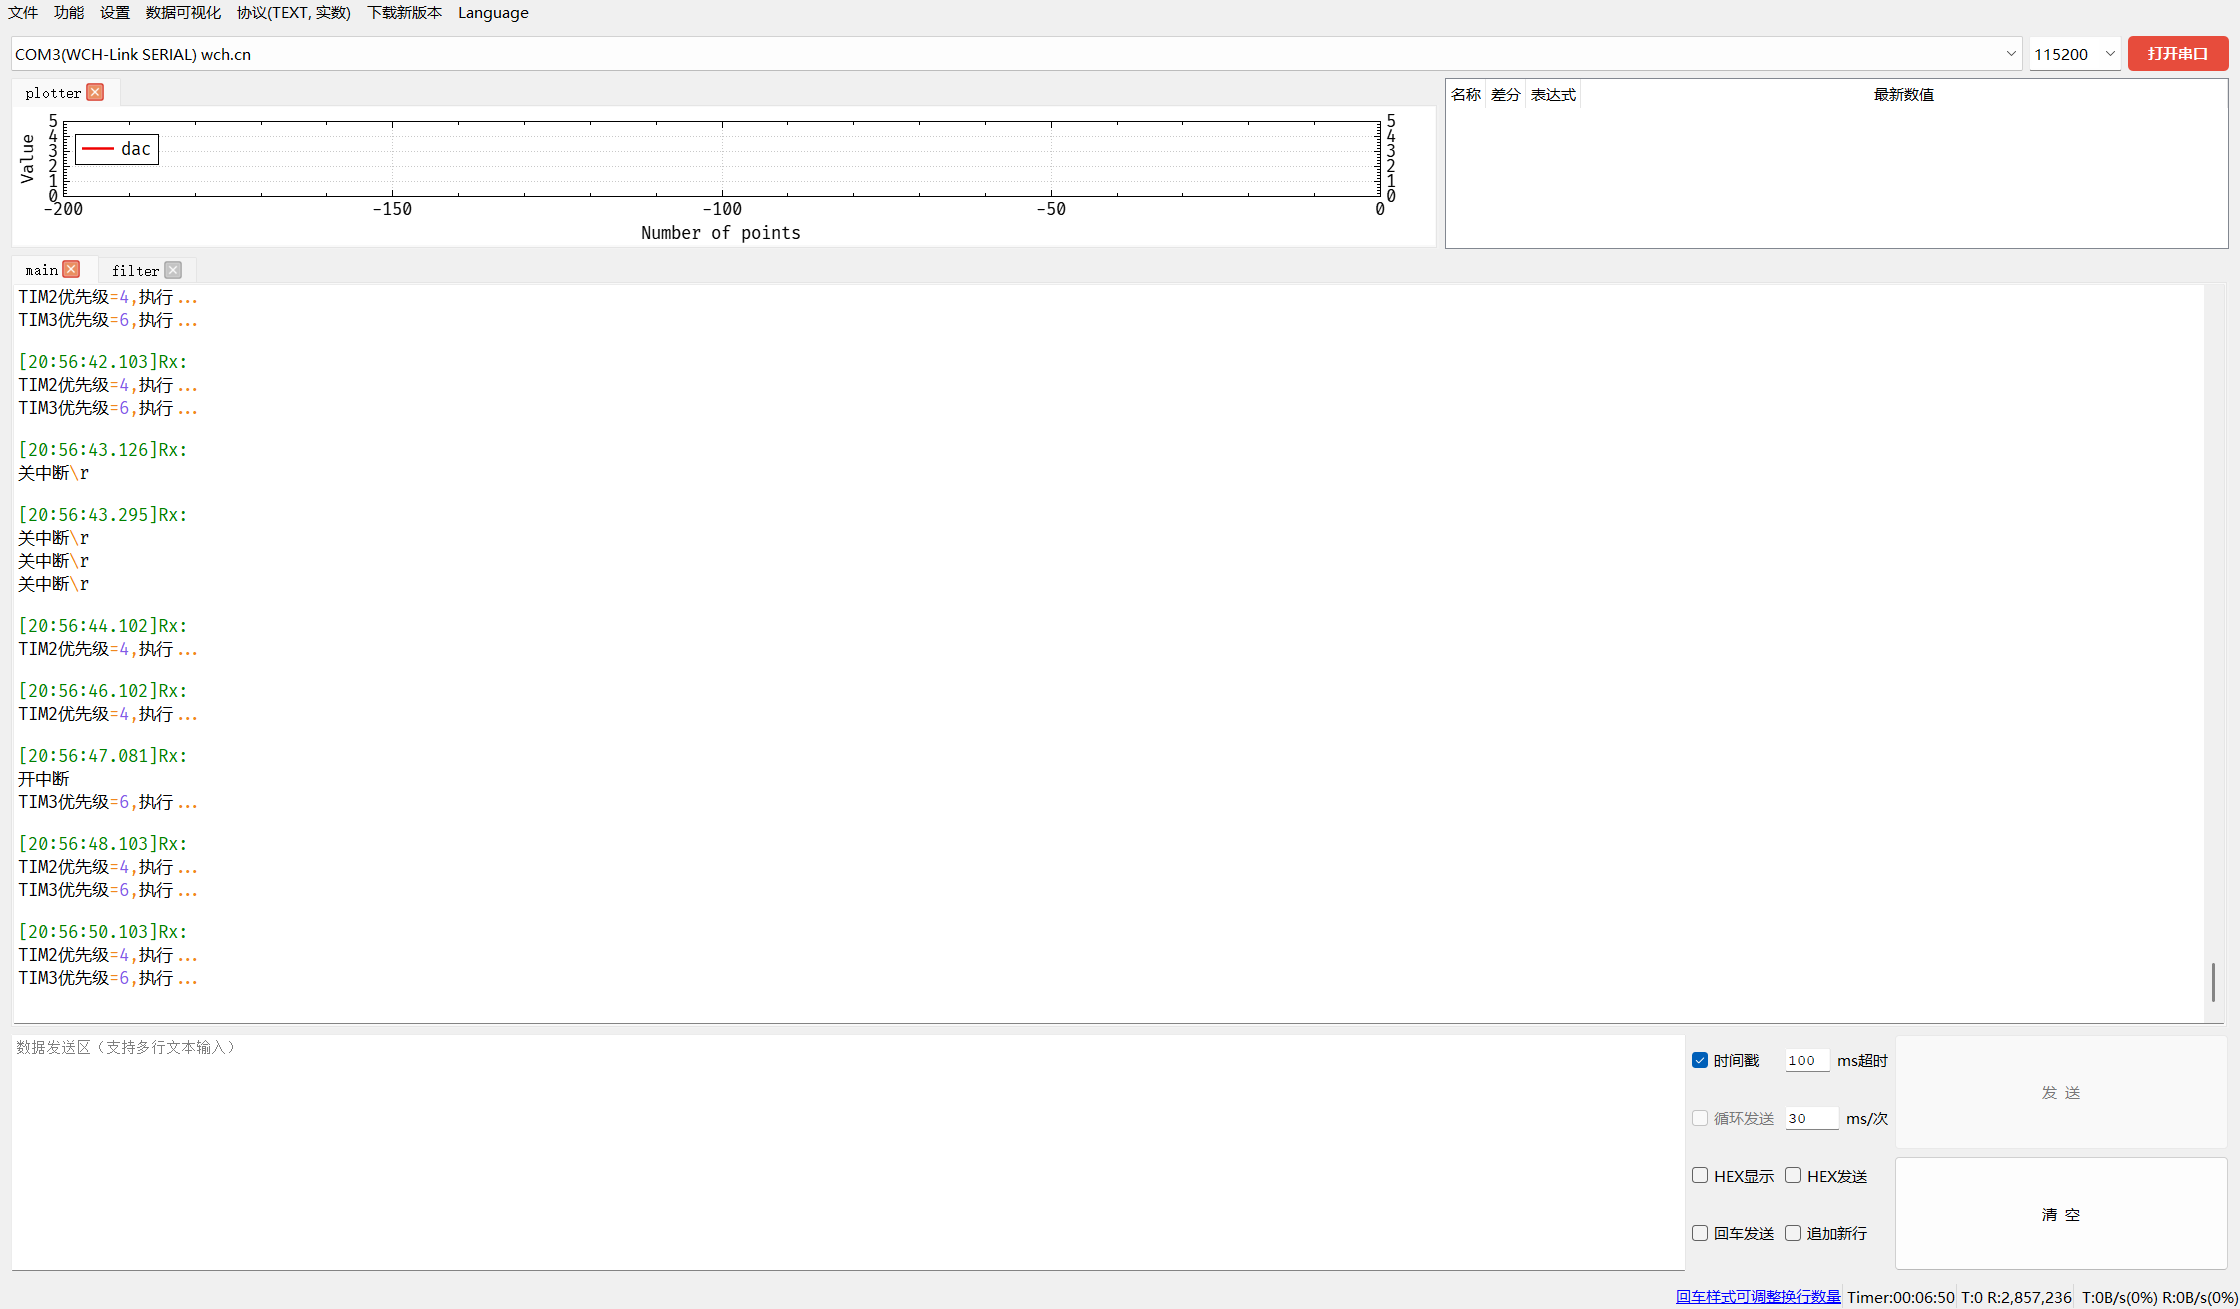 文件 功能 设置 数据可视化 协议(TEXT, 实数) 下载新版本 Language
COM3(WCH-Link SERIAL) wch.cn 115200 打开串口
plotter
名称 差分 表达式 最新数值
5 5
4 4
3 3
2 2
1 1
0 0
Value
dac
-200 -150 -100 -50 0
Number of points
main filter
TIM2优先级=4,执行...
TIM3优先级=6,执行...
[20:56:42.103]Rx:
TIM2优先级=4,执行...
TIM3优先级=6,执行...
[20:56:43.126]Rx:
关中断\r
[20:56:43.295]Rx:
关中断\r
关中断\r
关中断\r
[20:56:44.102]Rx:
TIM2优先级=4,执行...
[20:56:46.102]Rx:
TIM2优先级=4,执行...
[20:56:47.081]Rx:
开中断
TIM3优先级=6,执行...
[20:56:48.103]Rx:
TIM2优先级=4,执行...
TIM3优先级=6,执行...
[20:56:50.103]Rx:
TIM2优先级=4,执行...
TIM3优先级=6,执行...
数据发送区（支持多行文本输入）
时间戳 100 ms超时
发 送
循环发送 30 ms/次
HEX显示 HEX发送
清 空
回车发送 追加新行
回车样式可调整换行数量 Timer:00:06:50 T:0 R:2,857,236 T:0B/s(0%) R:0B/s(0%)